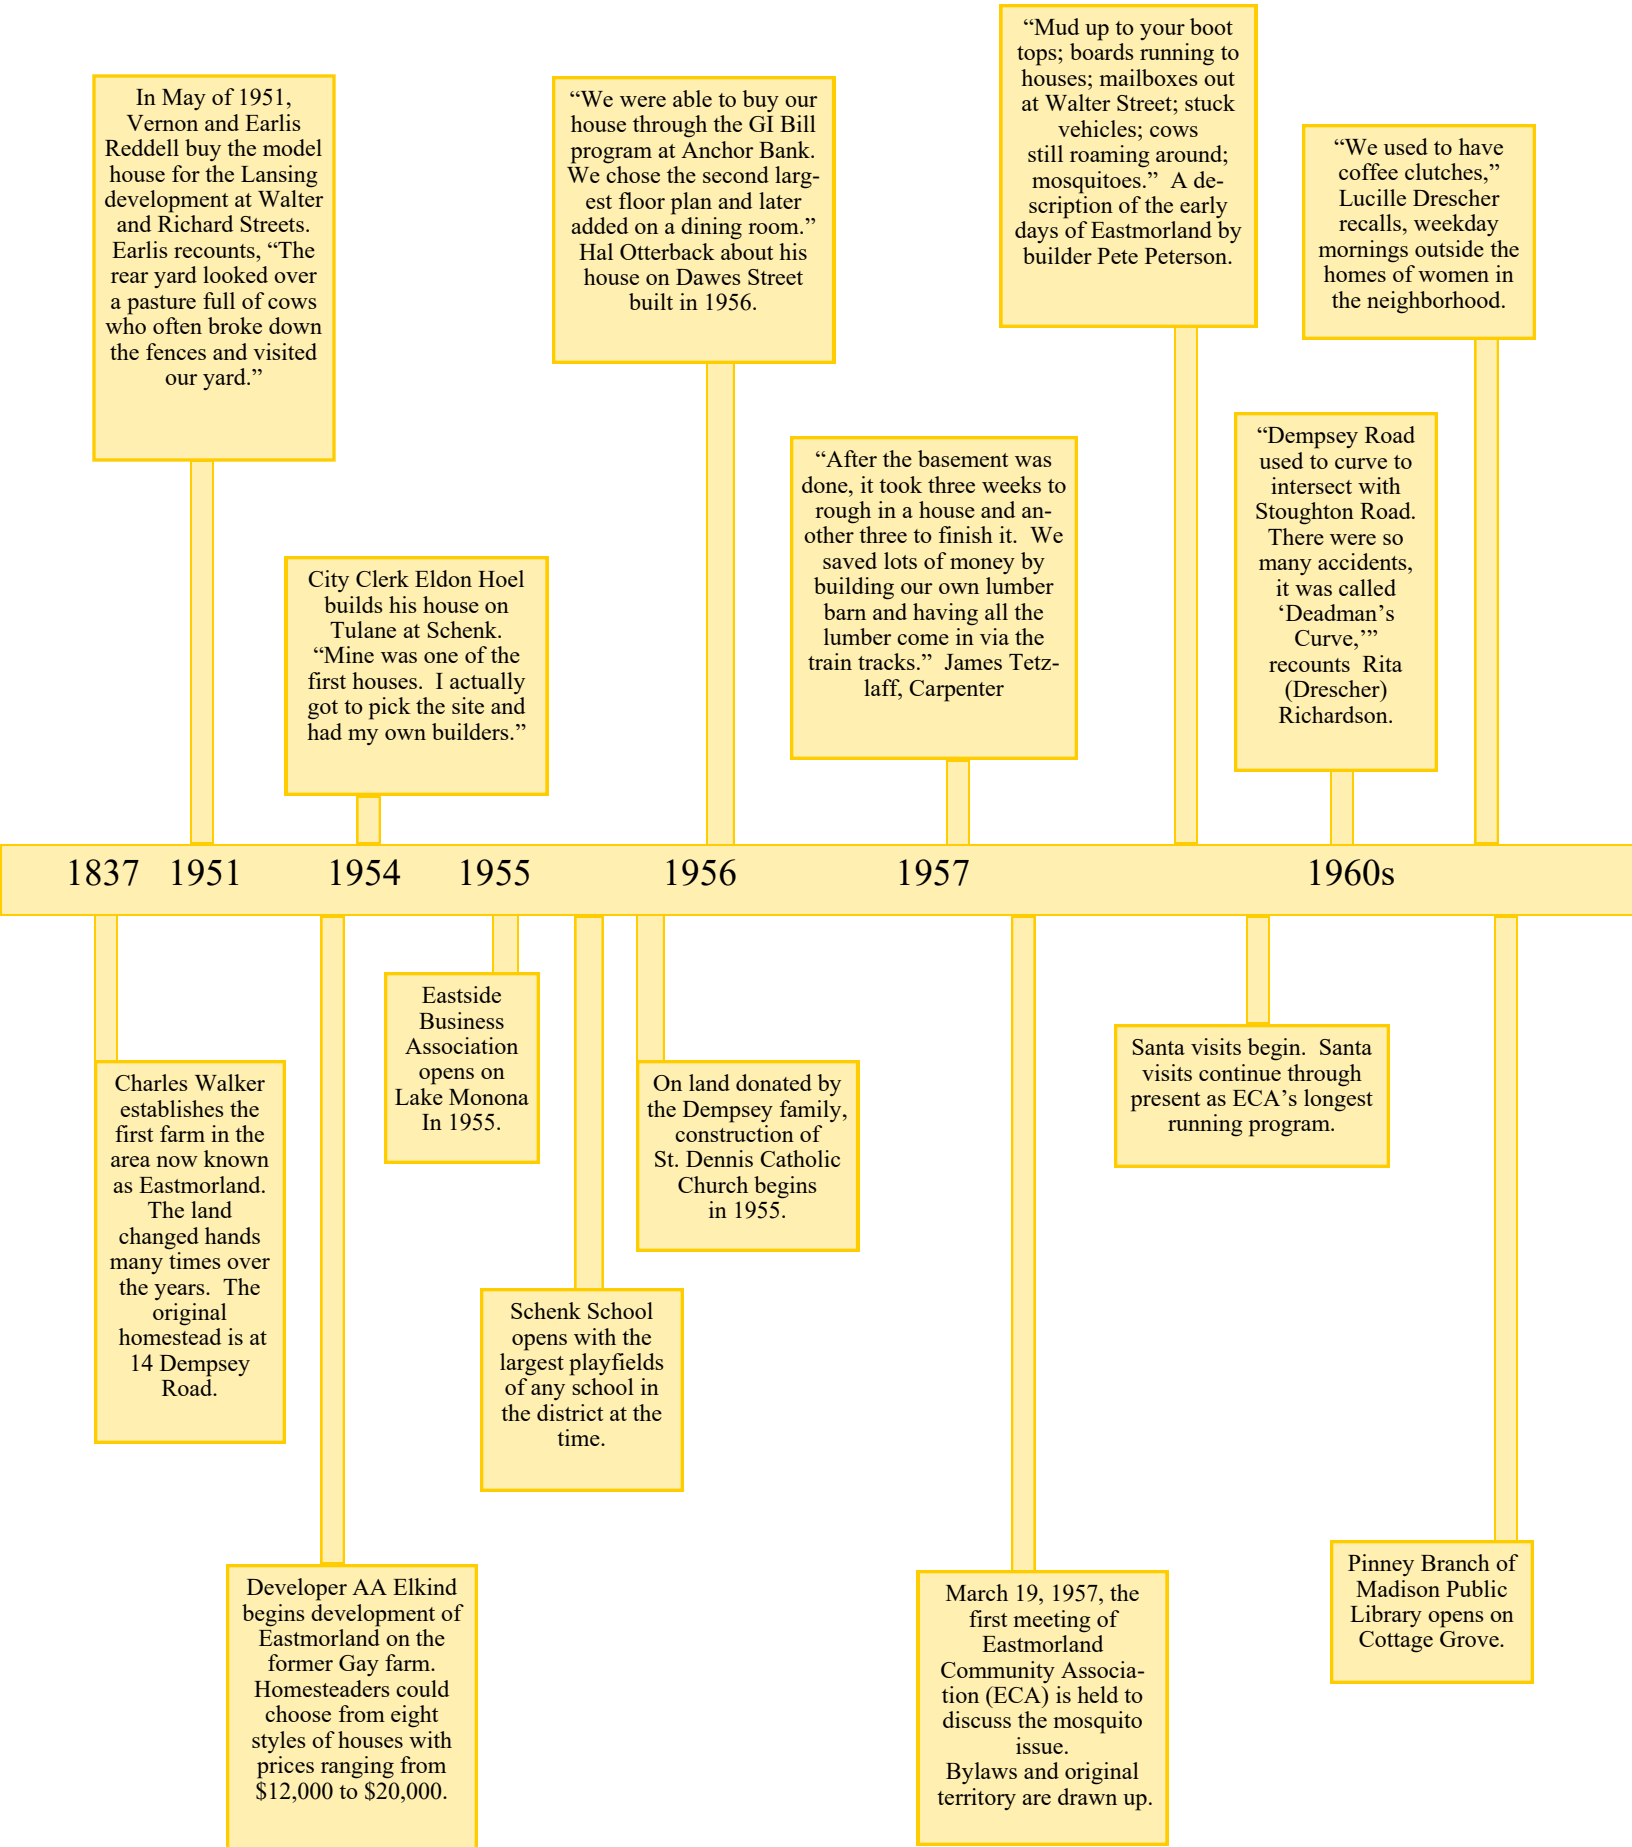 “Mud up to your boot
tops; boards running to
houses; mailboxes out
at Walter Street; stuck
vehicles; cows
still roaming around;
mosquitoes.”  A de-
scription of the early
days of Eastmorland by
builder Pete Peterson.
In May of 1951,
Vernon and Earlis
Reddell buy the model
house for the Lansing
development at Walter
and Richard Streets.
Earlis recounts, “The
rear yard looked over
a pasture full of cows
who often broke down
the fences and visited
our yard.”
“We were able to buy our
house through the GI Bill
program at Anchor Bank.
We chose the second larg-
est floor plan and later
added on a dining room.”
Hal Otterback about his
house on Dawes Street
built in 1956.
“We used to have
coffee clutches,”
Lucille Drescher
recalls, weekday
mornings outside the
homes of women in
the neighborhood.
“Dempsey Road
used to curve to
intersect with
Stoughton Road.
There were so
many accidents,
it was called
‘Deadman’s
Curve,’”
recounts  Rita
(Drescher)
Richardson.
“After the basement was
done, it took three weeks to
rough in a house and an-
other three to finish it.  We
saved lots of money by
building our own lumber
barn and having all the
lumber come in via the
train tracks.”  James Tetz-
laff, Carpenter
City Clerk Eldon Hoel
builds his house on
Tulane at Schenk.
“Mine was one of the
first houses.  I actually
got to pick the site and
had my own builders.”
1837 1951 1954 1955 1956 1957 1960s
Eastside
Business
Association
opens on
Lake Monona
In 1955.
Santa visits begin.  Santa
visits continue through
present as ECA’s longest
running program.
Charles Walker
establishes the
first farm in the
area now known
as Eastmorland.
The land
changed hands
many times over
the years.  The
original
homestead is at
14 Dempsey
Road.
On land donated by
the Dempsey family,
construction of
St. Dennis Catholic
Church begins
in 1955.
Schenk School
opens with the
largest playfields
of any school in
the district at the
time.
Pinney Branch of
Madison Public
Library opens on
Cottage Grove.
Developer AA Elkind
begins development of
Eastmorland on the
former Gay farm.
Homesteaders could
choose from eight
styles of houses with
prices ranging from
$12,000 to $20,000.
March 19, 1957, the
first meeting of
Eastmorland
Community Associa-
tion (ECA) is held to
discuss the mosquito
issue.
Bylaws and original
territory are drawn up.